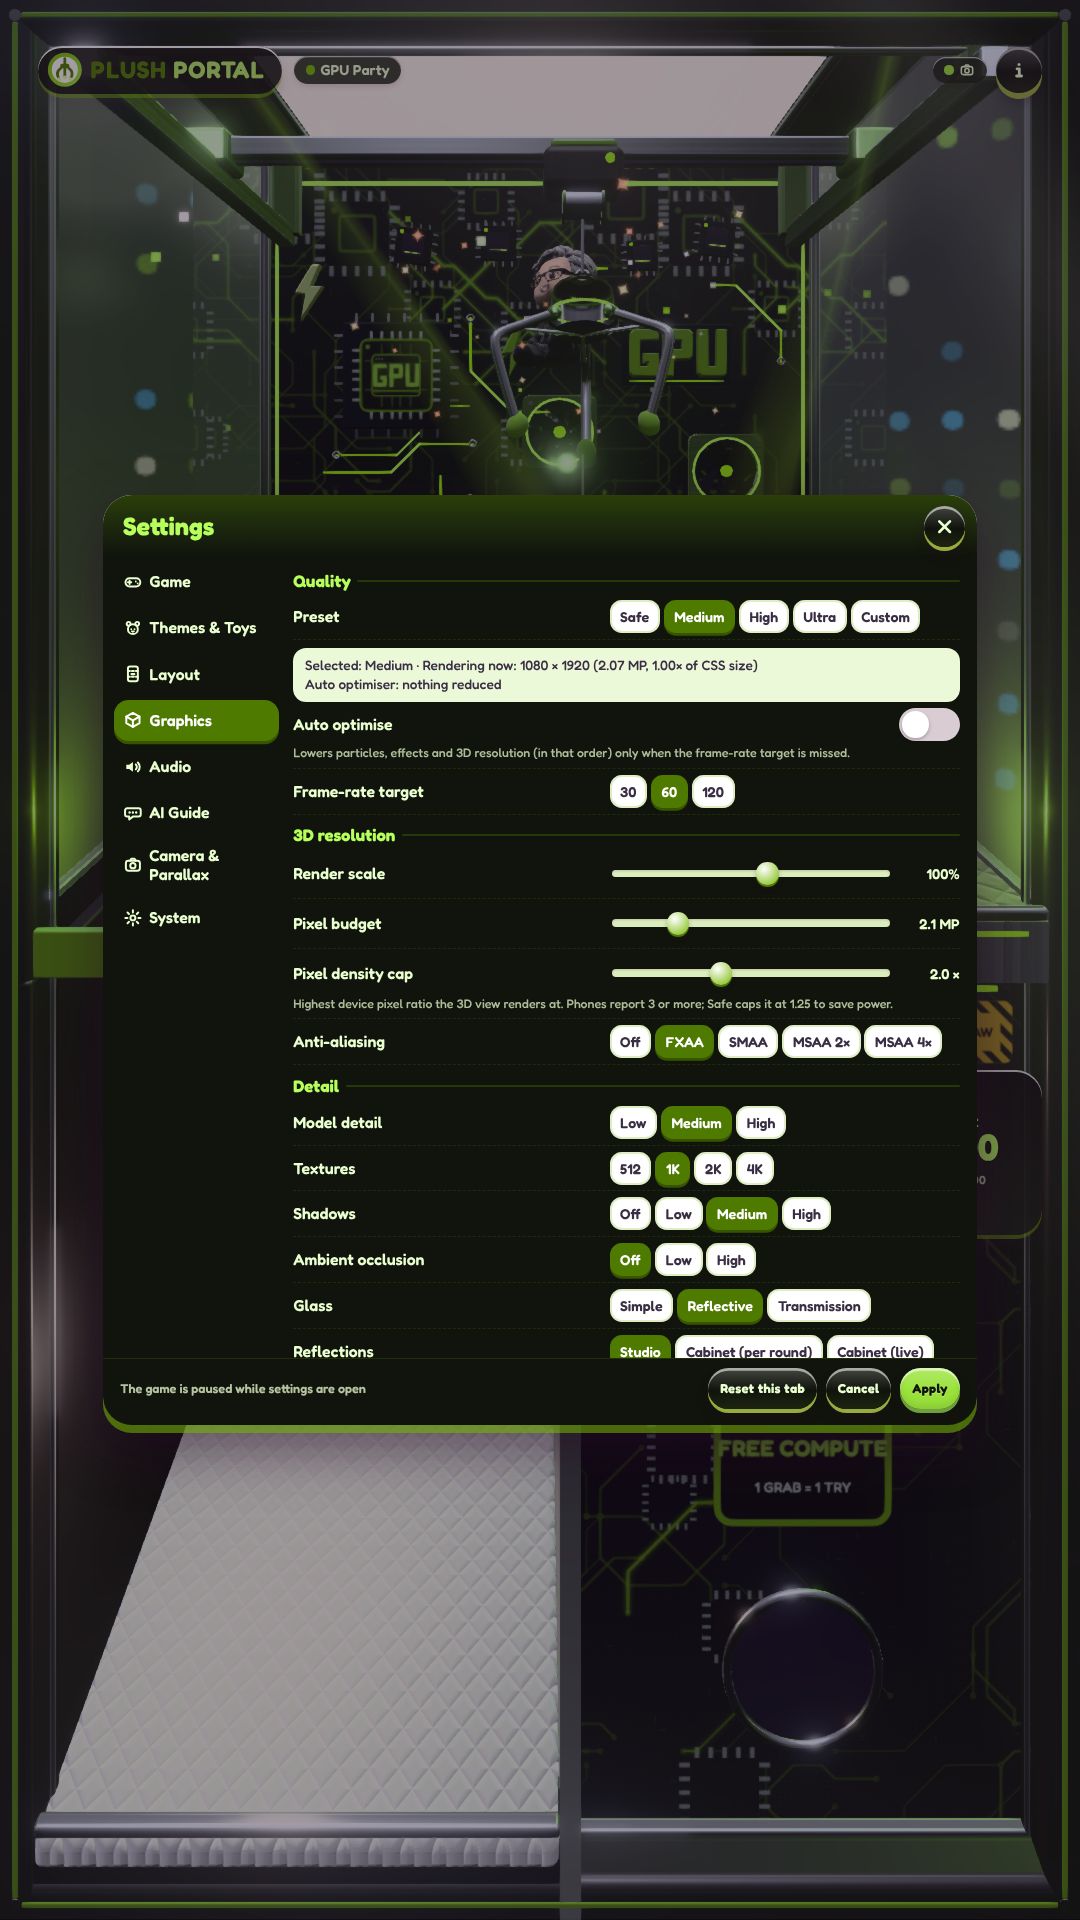 PLUSH PORTAL
GPU Party
i
GPU
GPU
Settings
Game
Themes & Toys
Layout
Graphics
Audio
AI Guide
Camera & Parallax
System
Quality
Preset
Safe Medium High Ultra Custom
Selected: Medium · Rendering now: 1080 × 1920 (2.07 MP, 1.00× of CSS size)
Auto optimiser: nothing reduced
Auto optimise
Lowers particles, effects and 3D resolution (in that order) only when the frame-rate target is missed.
Frame-rate target
30 60 120
3D resolution
Render scale 100%
Pixel budget 2.1 MP
Pixel density cap 2.0 ×
Highest device pixel ratio the 3D view renders at. Phones report 3 or more; Safe caps it at 1.25 to save power.
Anti-aliasing
Off FXAA SMAA MSAA 2× MSAA 4×
Detail
Model detail
Low Medium High
Textures
512 1K 2K 4K
Shadows
Off Low Medium High
Ambient occlusion
Off Low High
Glass
Simple Reflective Transmission
Reflections
Studio Cabinet (per round) Cabinet (live)
The game is paused while settings are open
Reset this tab Cancel Apply
FREE COMPUTE
1 GRAB = 1 TRY